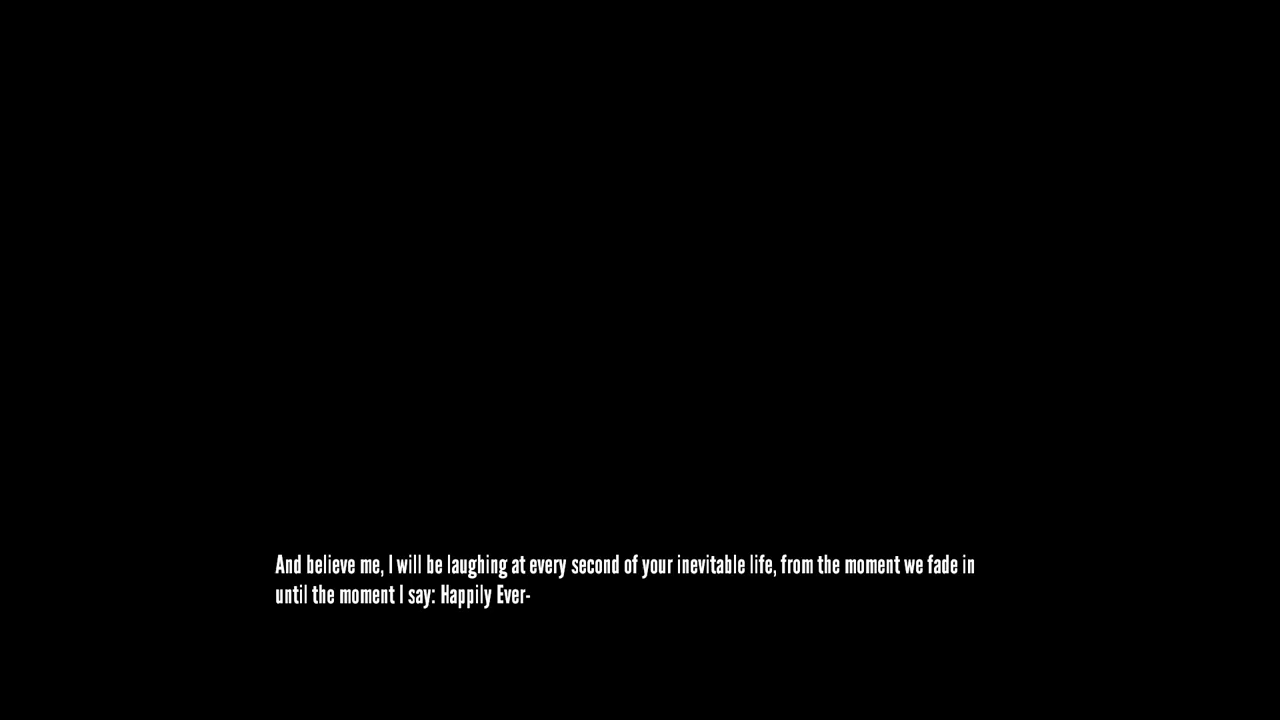 And believe me, I will be laughing at every second of your inevitable life, from the moment we fade in
until the moment I say: Happily Ever-